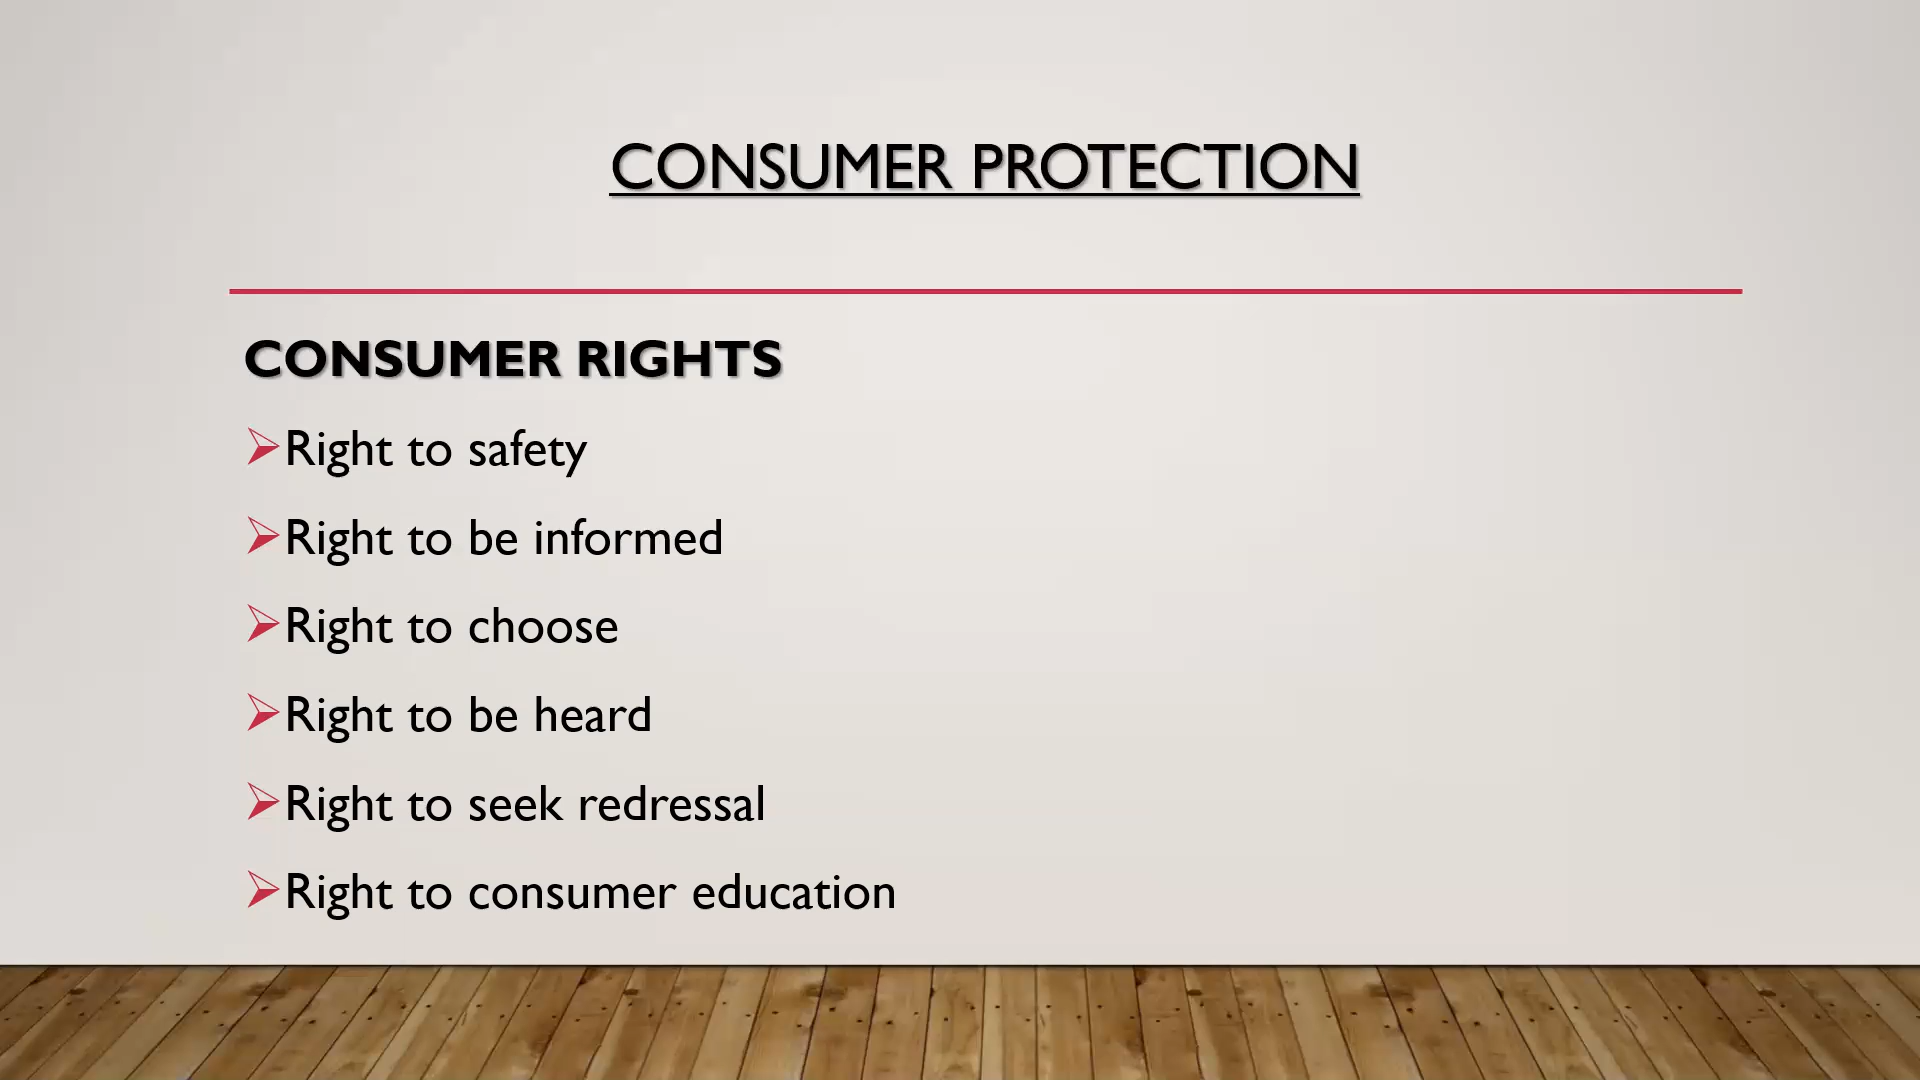 CONSUMER PROTECTION
CONSUMER RIGHTS
Right to safety
Right to be informed
Right to choose
Right to be heard
Right to seek redressal
Right to consumer education